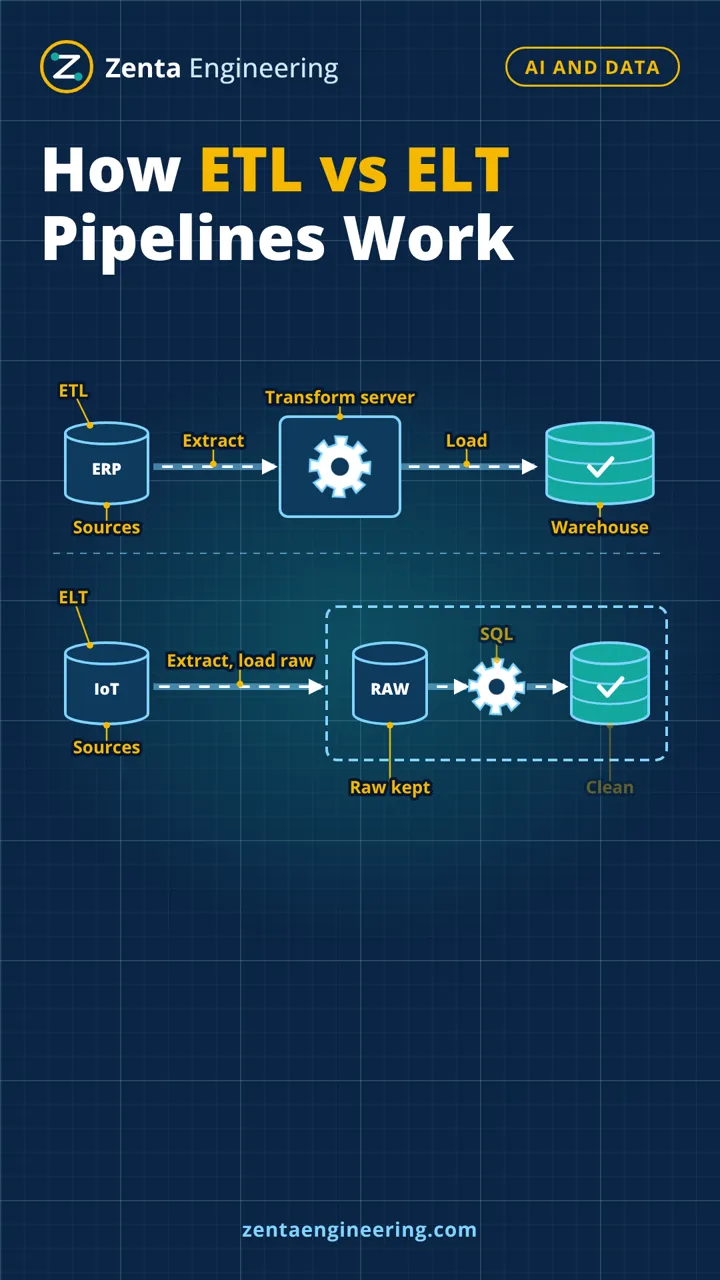 Zenta Engineering
AI AND DATA
How ETL vs ELT
Pipelines Work
ETL
Transform server
Extract
Load
ERP
Sources
Warehouse
ELT
SQL
Extract, load raw
IoT
RAW
Sources
Raw kept
Clean
zentaengineering.com